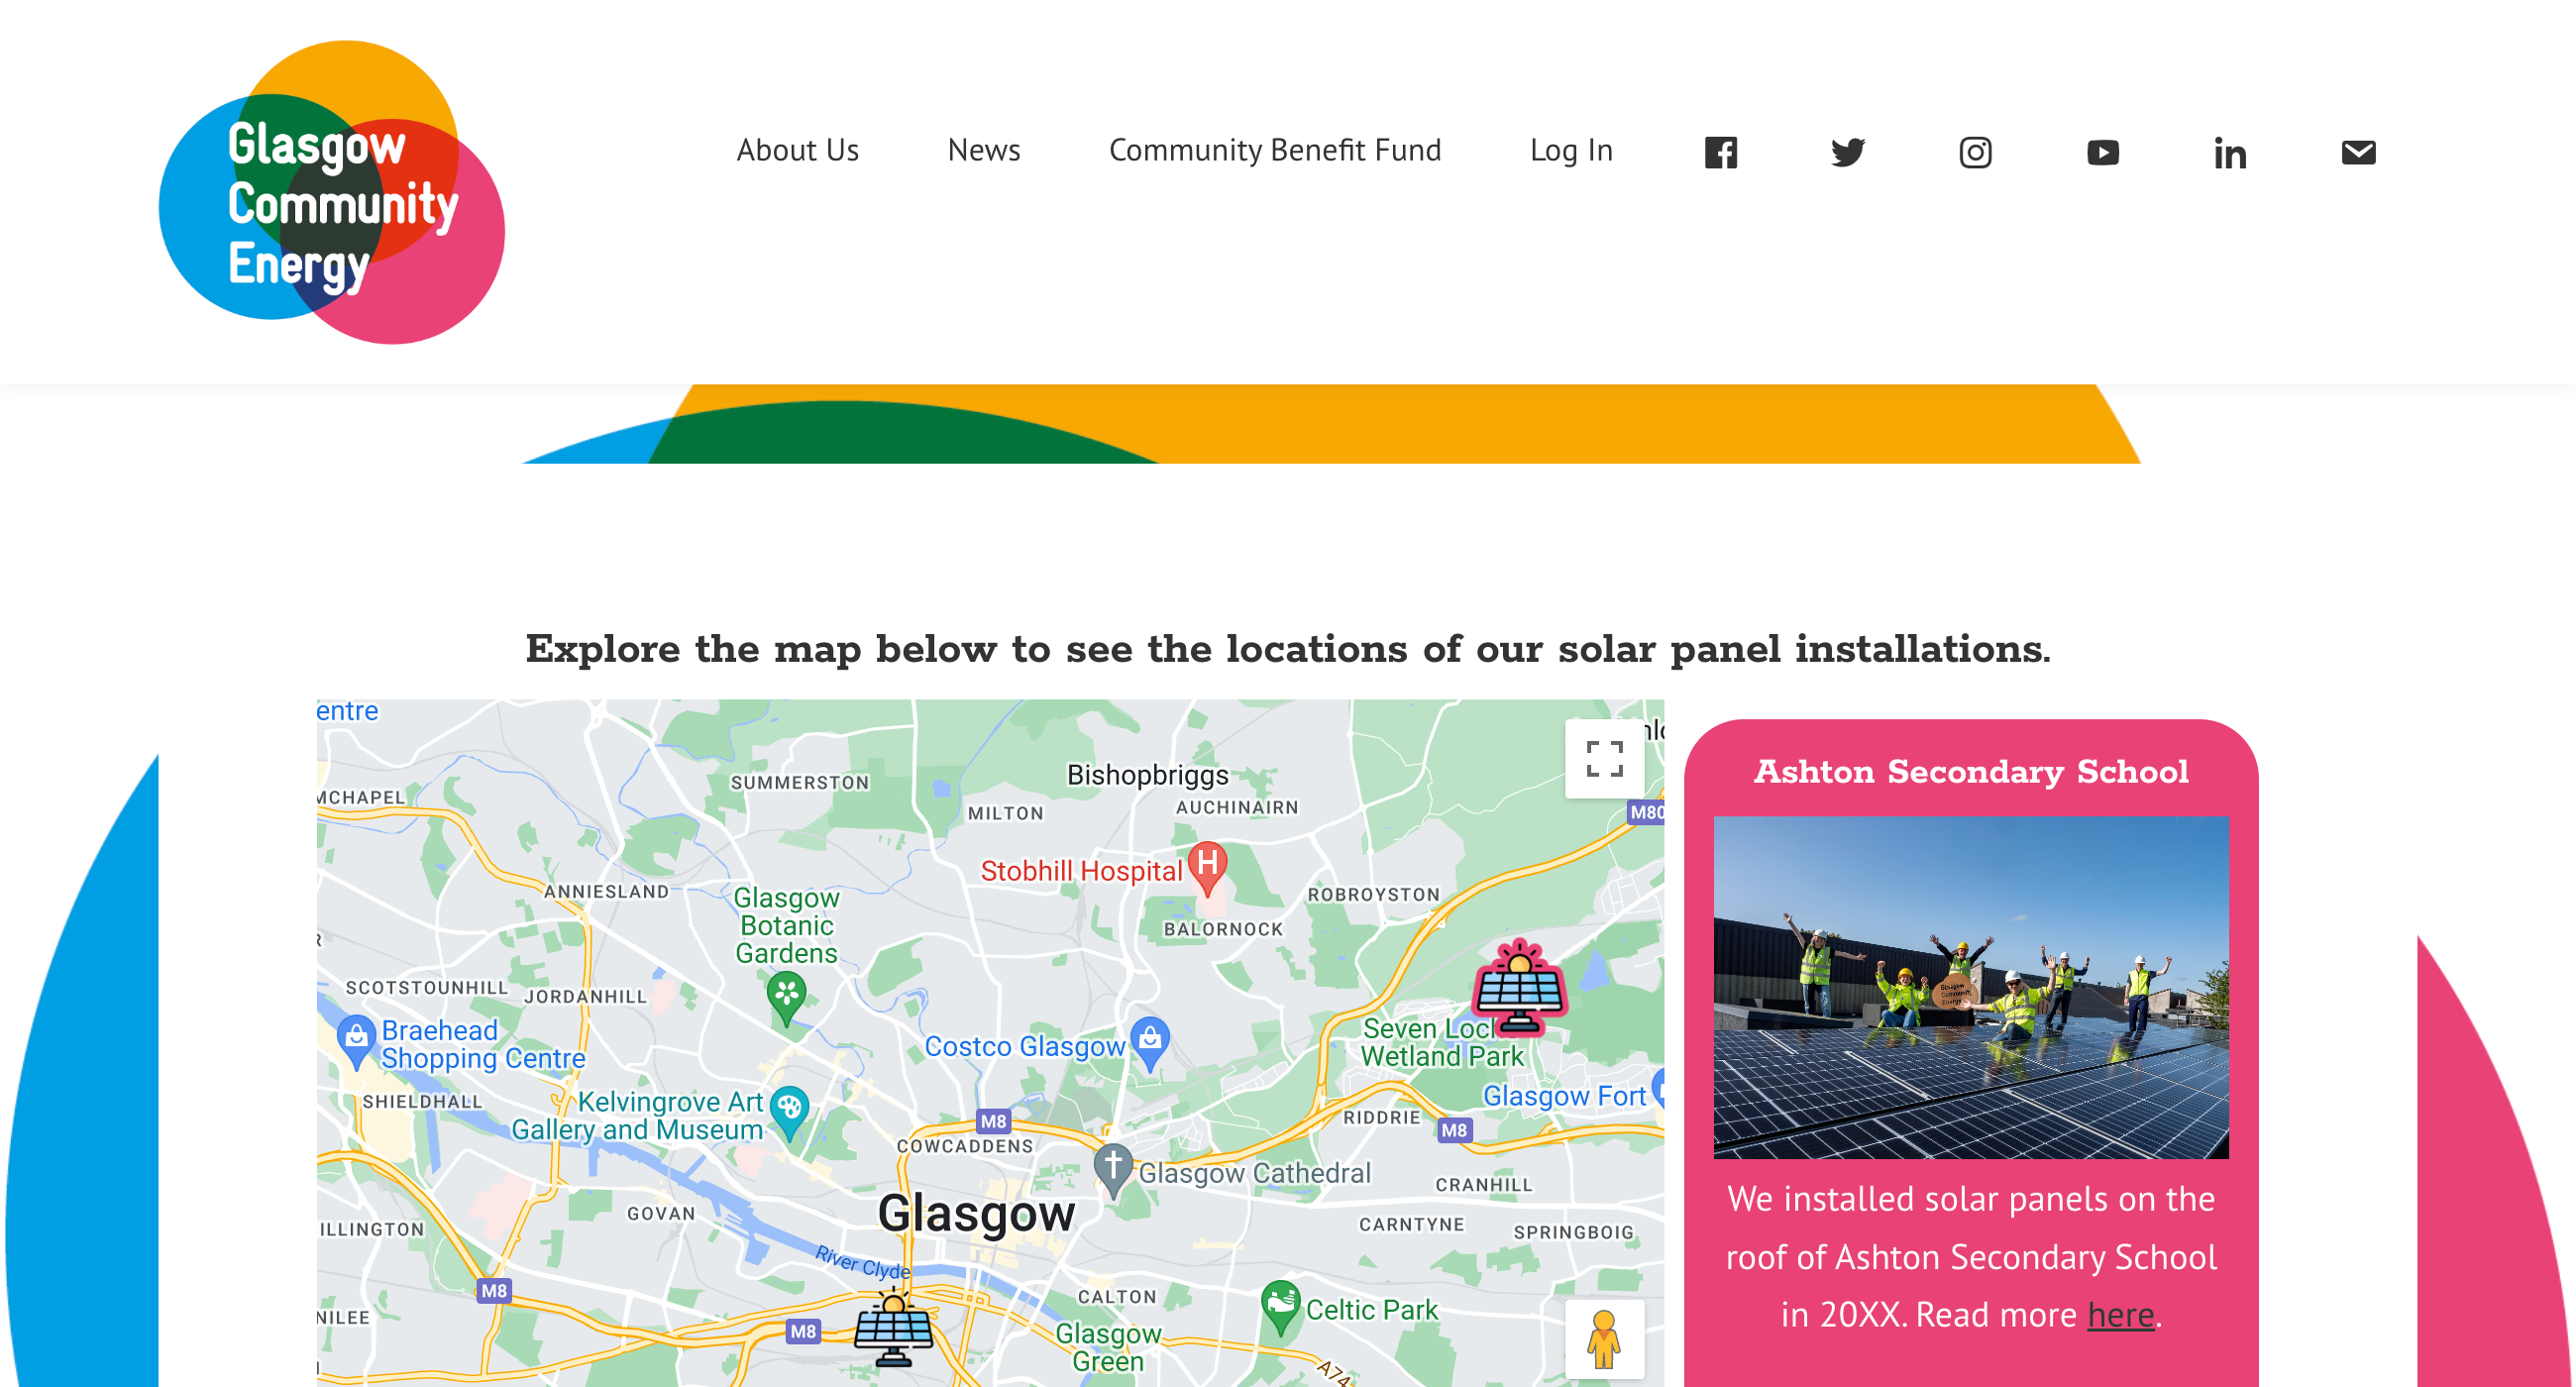 Glasgow
Community
Energy
About Us
News
Community Benefit Fund
Log In
Explore the map below to see the locations of our solar panel installations.
entre
MCHAPEL
SUMMERSTON
Bishopbriggs
MILTON
AUCHINAIRN
M80
Stobhill Hospital
H
ANNIESLAND
ROBROYSTON
Glasgow
Botanic
Gardens
BALORNOCK
SCOTSTOUNHILL
JORDANHILL
Braehead
Shopping Centre
Costco Glasgow
Seven Loch
Wetland Park
Glasgow Fort
SHIELDHALL
Kelvingrove Art
Gallery and Museum
M8
RIDDRIE
M8
COWCADDENS
Glasgow Cathedral
CRANHILL
Glasgow
GOVAN
ILLINGTON
CARNTYNE
SPRINGBOIG
River Clyde
M8
CALTON
Celtic Park
NILEE
M8
Glasgow
Green
A74
Ashton Secondary School
Glasgow
Community
Energy
We installed solar panels on the
roof of Ashton Secondary School
in 20XX. Read more here.